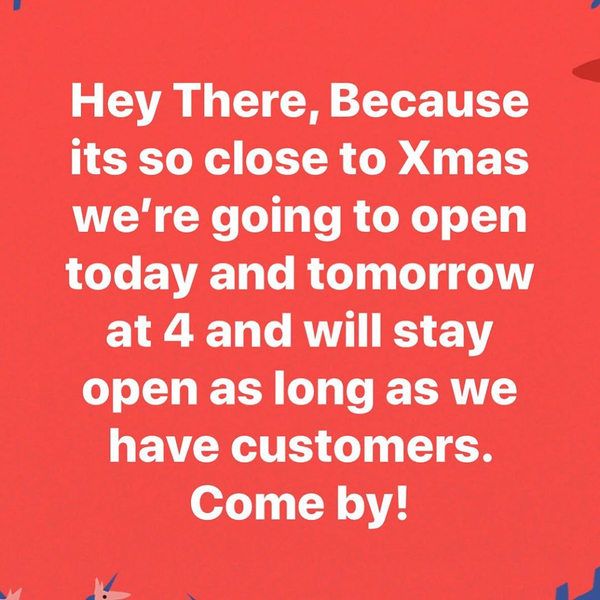 Hey There, Because
its so close to Xmas
we’re going to open
today and tomorrow
at 4 and will stay
open as long as we
have customers.
Come by!